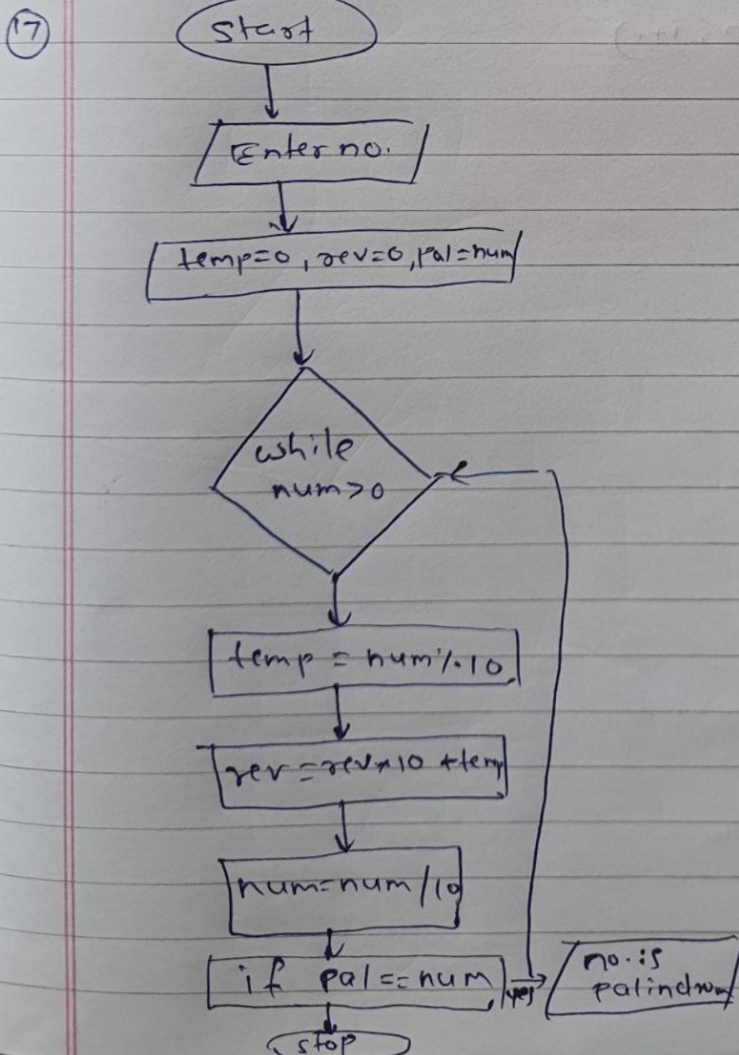 17
Start
Enter no.
temp=0, rev=0, pal=num
while
num>0
temp = num%10
rev=rev*10 +temp
num=num/10
if pal==num
yes
no. is
palindrom
stop